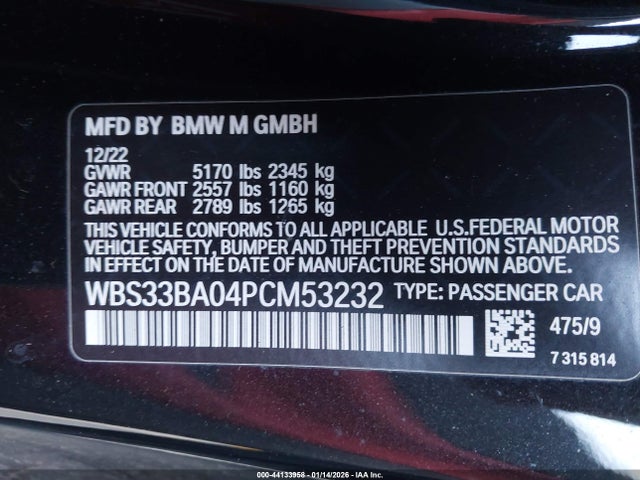 MFD BY BMW M GMBH
12/22
GVWR 5170 lbs 2345 kg
GAWR FRONT 2557 lbs 1160 kg
GAWR REAR 2789 lbs 1265 kg
THIS VEHICLE CONFORMS TO ALL APPLICABLE U.S.FEDERAL MOTOR
VEHICLE SAFETY, BUMPER AND THEFT PREVENTION STANDARDS
IN EFFECT ON THE DATE OF MANUFACTURE SHOWN ABOVE.
WBS33BA04PCM53232 TYPE: PASSENGER CAR
475/9
7 315 814
000-44133958 - 01/14/2026 - IAA Inc.